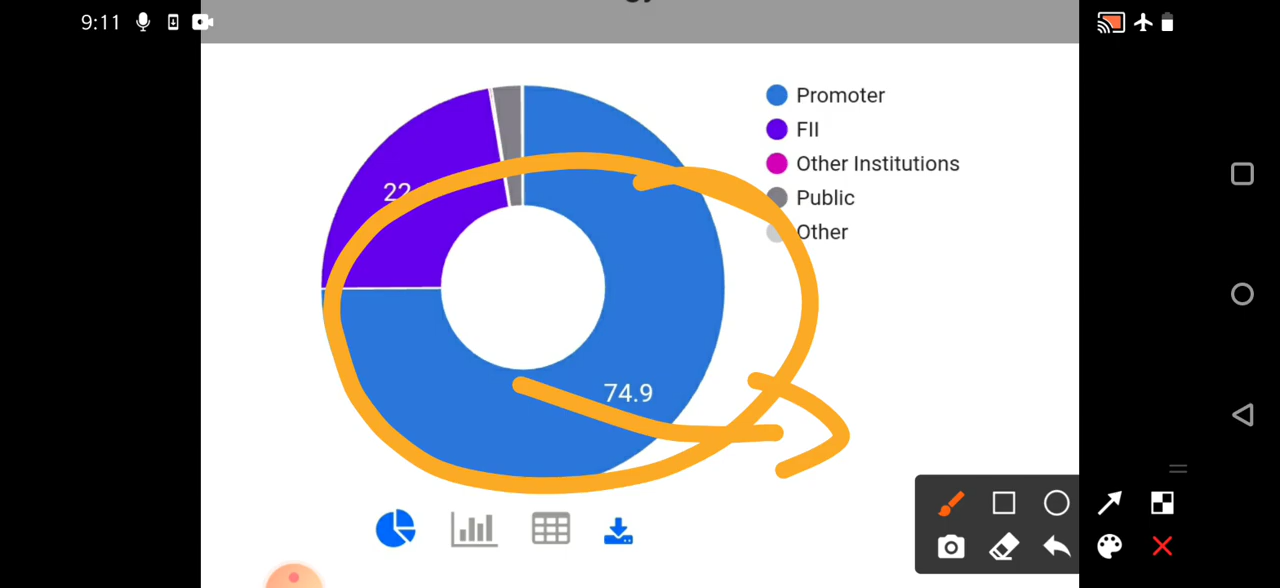 9:11
Promoter
FII
Other Institutions
Public
Other
22
74.9